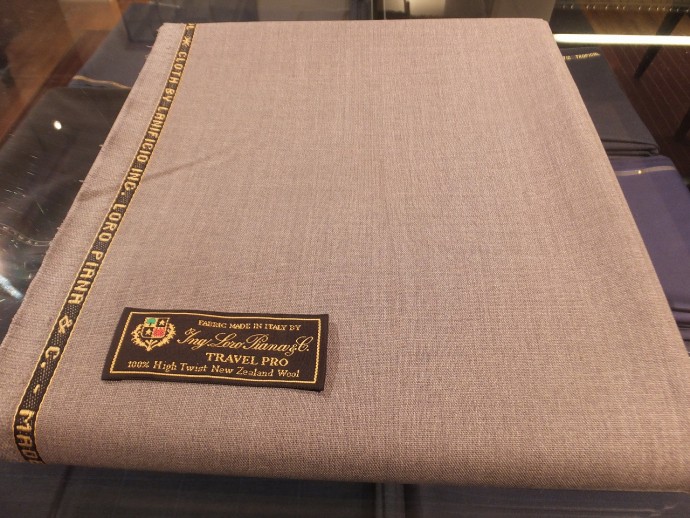 * CLOTH BY LANIFICIO ING. LORO PIANA & C. -
FABRIC MADE IN ITALY BY
Ing. Loro Piana & C.
TRAVEL PRO
100% High Twist New Zealand Wool